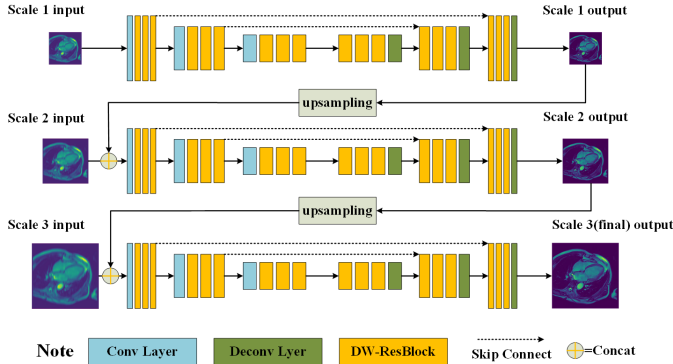 Scale 1 input
Scale 1 output
upsampling
Scale 2 input
Scale 2 output
upsampling
Scale 3 input
Scale 3(final) output
Note
Conv Layer
Deconv Lyer
DW-ResBlock
Skip Connect
=Concat